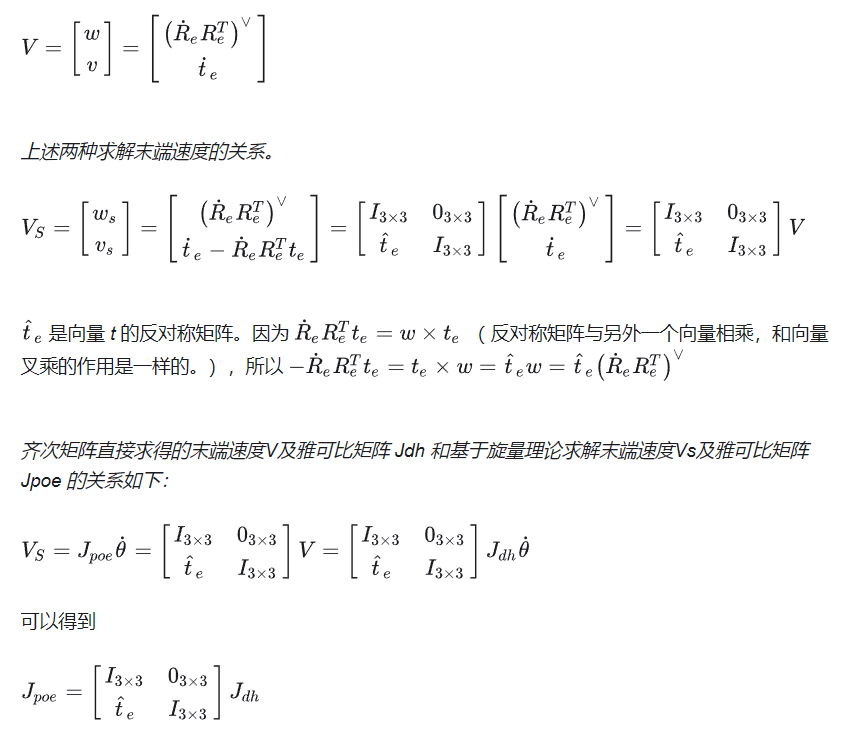 $V = \begin{bmatrix} w \\ v \end{bmatrix} = \begin{bmatrix} \left(\dot{R}_e R_e^T\right)^{\vee} \\ \dot{t}_e \end{bmatrix}$
上述两种求解末端速度的关系。
$V_S = \begin{bmatrix} w_s \\ v_s \end{bmatrix} = \begin{bmatrix} \left(\dot{R}_e R_e^T\right)^{\vee} \\ \dot{t}_e - \dot{R}_e R_e^T t_e \end{bmatrix} = \begin{bmatrix} I_{3\times3} & 0_{3\times3} \\ \hat{t}_e & I_{3\times3} \end{bmatrix} \begin{bmatrix} \left(\dot{R}_e R_e^T\right)^{\vee} \\ \dot{t}_e \end{bmatrix} = \begin{bmatrix} I_{3\times3} & 0_{3\times3} \\ \hat{t}_e & I_{3\times3} \end{bmatrix} V$
$\hat{t}_e$ 是向量 t 的反对称矩阵。因为 $\dot{R}_e R_e^T t_e = w \times t_e$ （ 反对称矩阵与另外一个向量相乘，和向量
叉乘的作用是一样的。），所以 $-\dot{R}_e R_e^T t_e = t_e \times w = \hat{t}_e w = \hat{t}_e \left(\dot{R}_e R_e^T\right)^{\vee}$
齐次矩阵直接求得的末端速度V及雅可比矩阵 Jdh 和基于旋量理论求解末端速度Vs及雅可比矩阵
Jpoe 的关系如下：
$V_S = J_{poe}\dot{\theta} = \begin{bmatrix} I_{3\times3} & 0_{3\times3} \\ \hat{t}_e & I_{3\times3} \end{bmatrix} V = \begin{bmatrix} I_{3\times3} & 0_{3\times3} \\ \hat{t}_e & I_{3\times3} \end{bmatrix} J_{dh}\dot{\theta}$
可以得到
$J_{poe} = \begin{bmatrix} I_{3\times3} & 0_{3\times3} \\ \hat{t}_e & I_{3\times3} \end{bmatrix} J_{dh}$